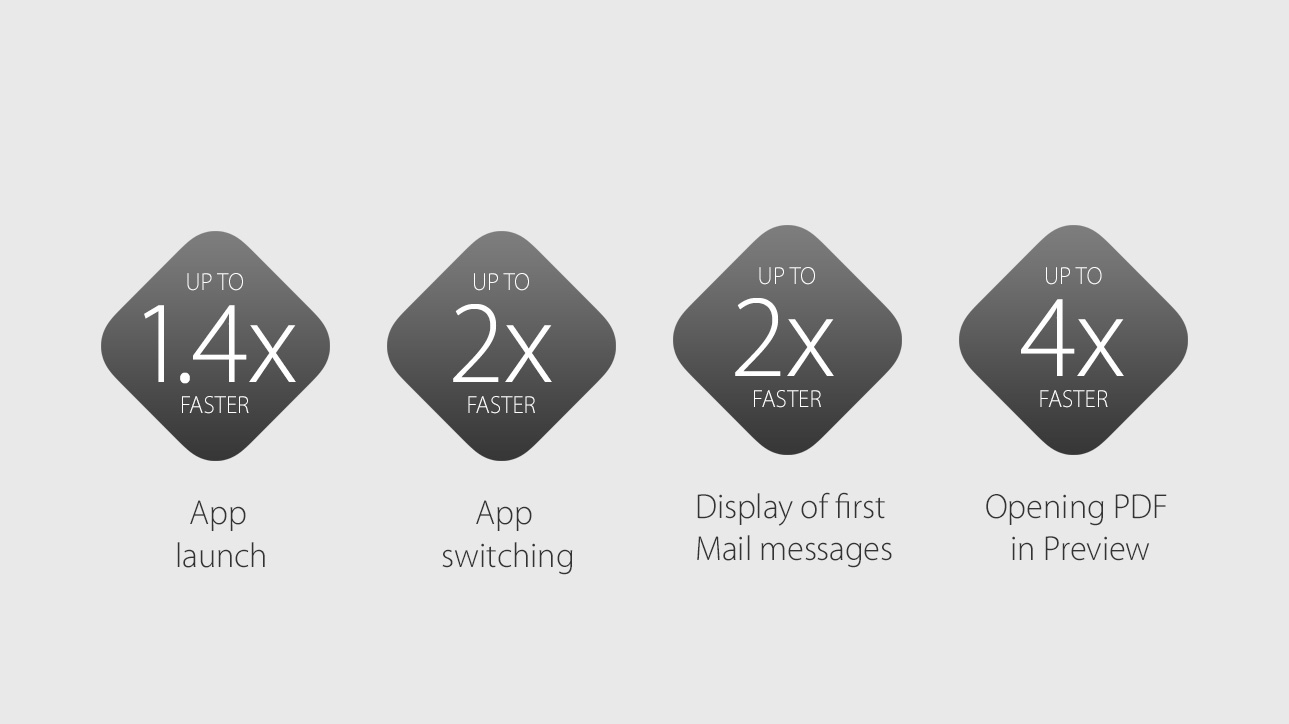 UP TO
1.4x
FASTER
App
launch
UP TO
2x
FASTER
App
switching
UP TO
2x
FASTER
Display of first
Mail messages
UP TO
4x
FASTER
Opening PDF
in Preview